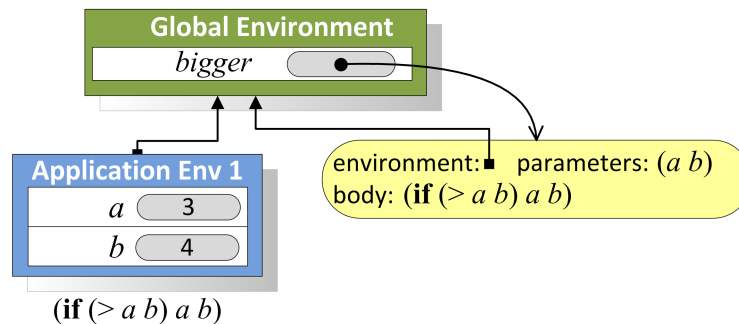 Global Environment
bigger
Application Env 1
a 3
b 4
(if (> a b) a b)
environment: parameters: (a b)
body: (if (> a b) a b)